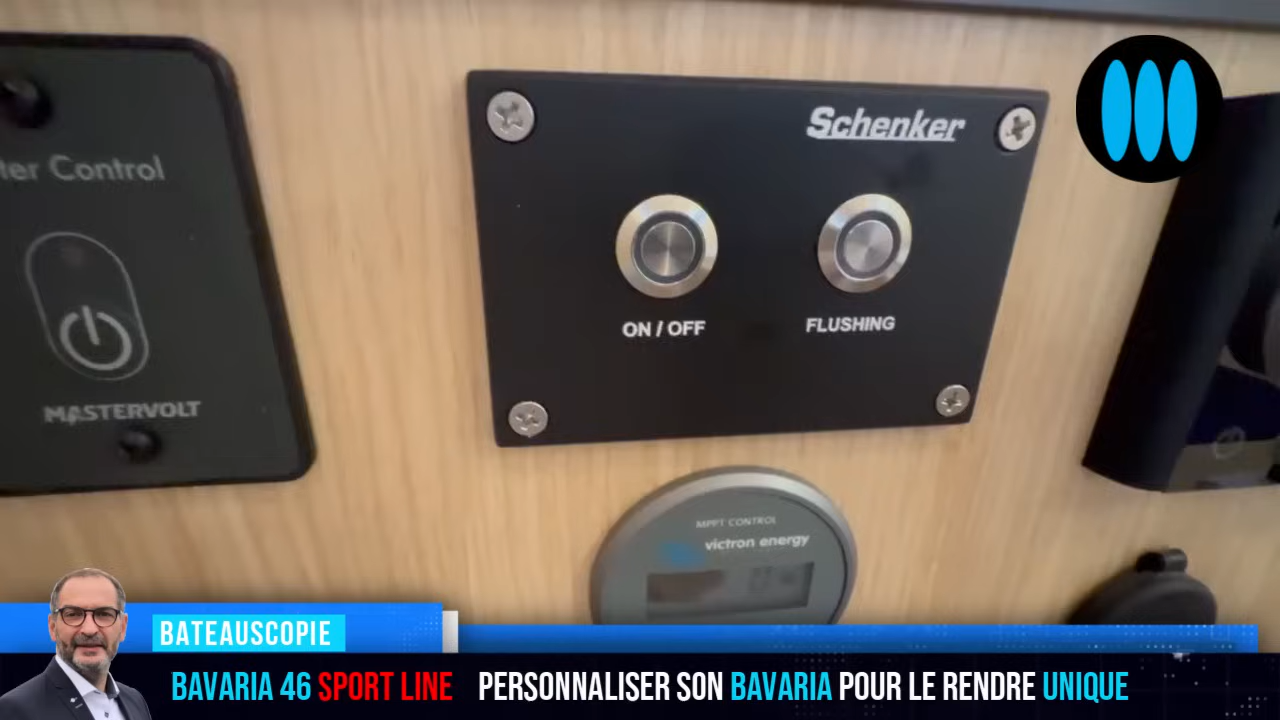 Schenker
ter Control
ON / OFF
FLUSHING
MASTERVOLT
MPPT CONTROL
victron energy
BATEAUSCOPIE
BAVARIA 46 SPORT LINE PERSONNALISER SON BAVARIA POUR LE RENDRE UNIQUE